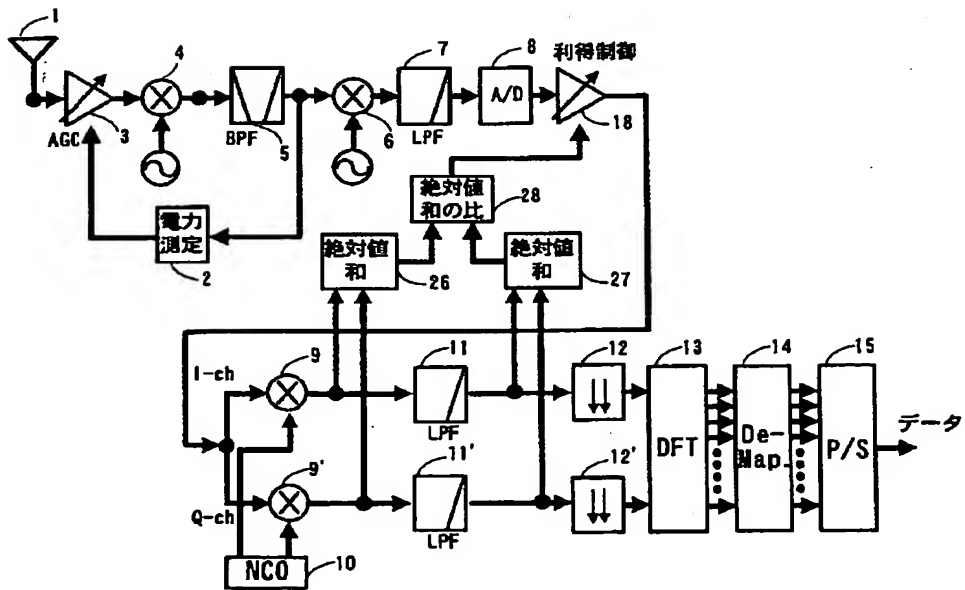 1
4
7
8
利得制御
A/D
AGC
3
BPF
5
6
LPF
18
絶対値
和の比
28
電力
測定
2
絶対値
和
26
絶対値
和
27
I-ch
9
11
12
13
14
15
LPF
データ
DFT
De-
Map.
P/S
9'
11'
12'
Q-ch
LPF
NCO
10